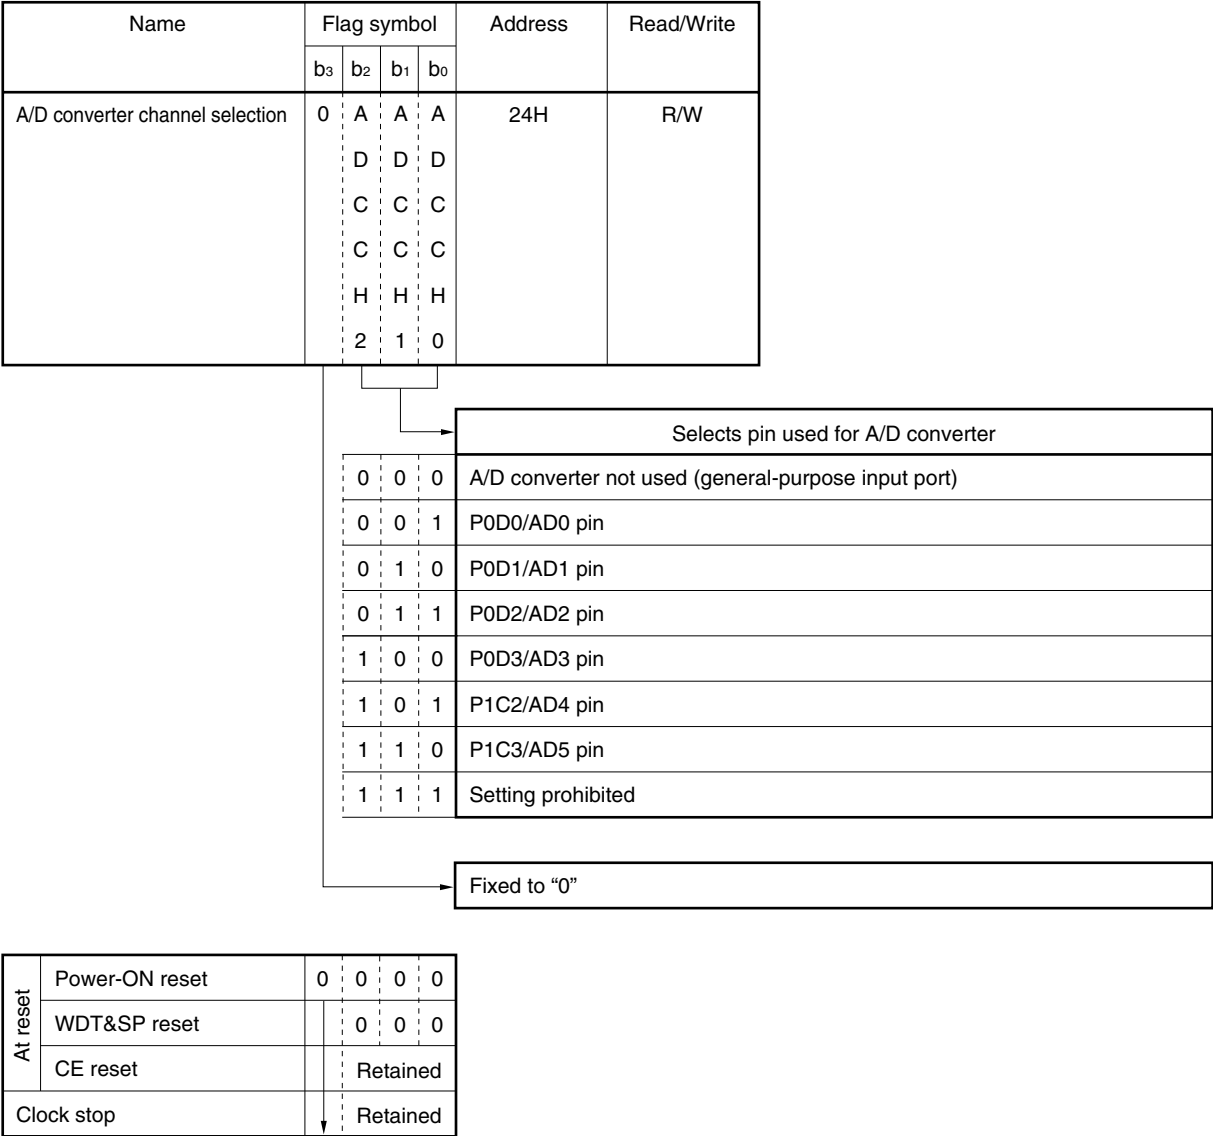 Name Flag symbol Address Read/Write
b3 b2 b1 b0
A/D converter channel selection 0 A A A 24H R/W
D D D
C C C
C C C
H H H
2 1 0
Selects pin used for A/D converter
0 0 0 A/D converter not used (general-purpose input port)
0 0 1 P0D0/AD0 pin
0 1 0 P0D1/AD1 pin
0 1 1 P0D2/AD2 pin
1 0 0 P0D3/AD3 pin
1 0 1 P1C2/AD4 pin
1 1 0 P1C3/AD5 pin
1 1 1 Setting prohibited
Fixed to “0”
At reset
Power-ON reset 0 0 0 0
WDT&SP reset 0 0 0
CE reset Retained
Clock stop Retained